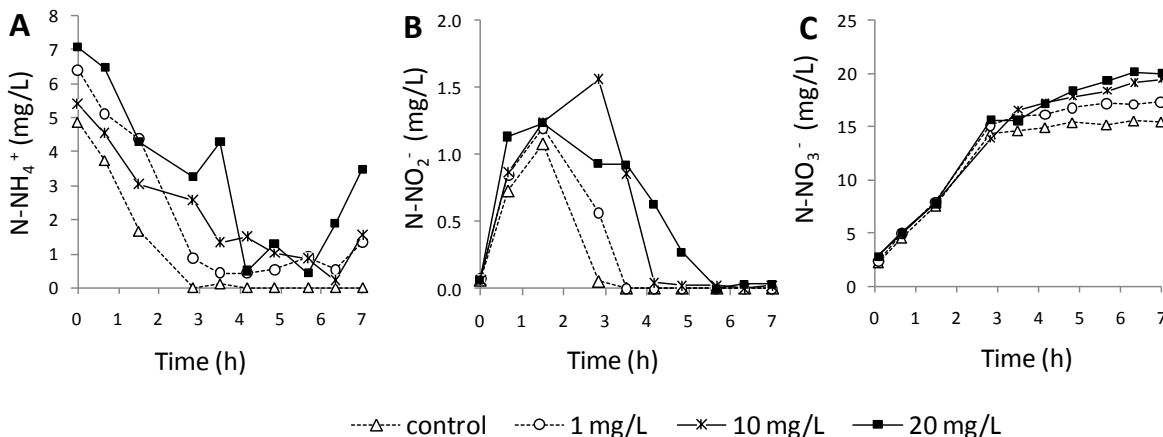 A
N-NH₄⁺ (mg/L)
8
7
6
5
4
3
2
1
0
0 1 2 3 4 5 6 7
Time (h)
B
N-NO₂⁻ (mg/L)
2.0
1.5
1.0
0.5
0.0
0 1 2 3 4 5 6 7
Time (h)
C
N-NO₃⁻ (mg/L)
25
20
15
10
5
0
0 1 2 3 4 5 6 7
Time (h)
control 1 mg/L 10 mg/L 20 mg/L